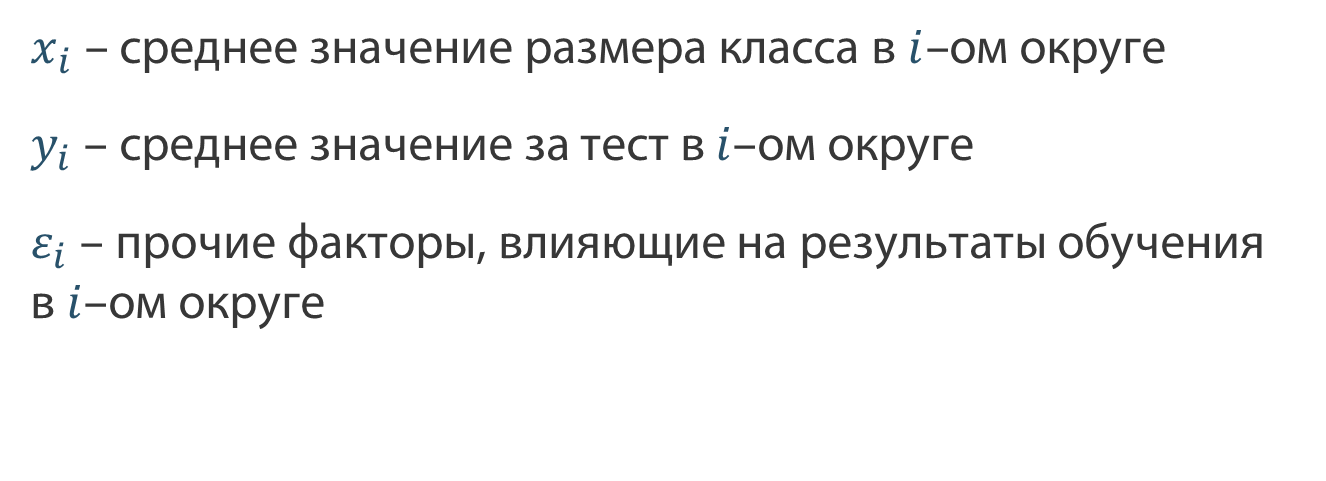 xᵢ – среднее значение размера класса в i–ом округе
yᵢ – среднее значение за тест в i–ом округе
εᵢ – прочие факторы, влияющие на результаты обучения
в i–ом округе